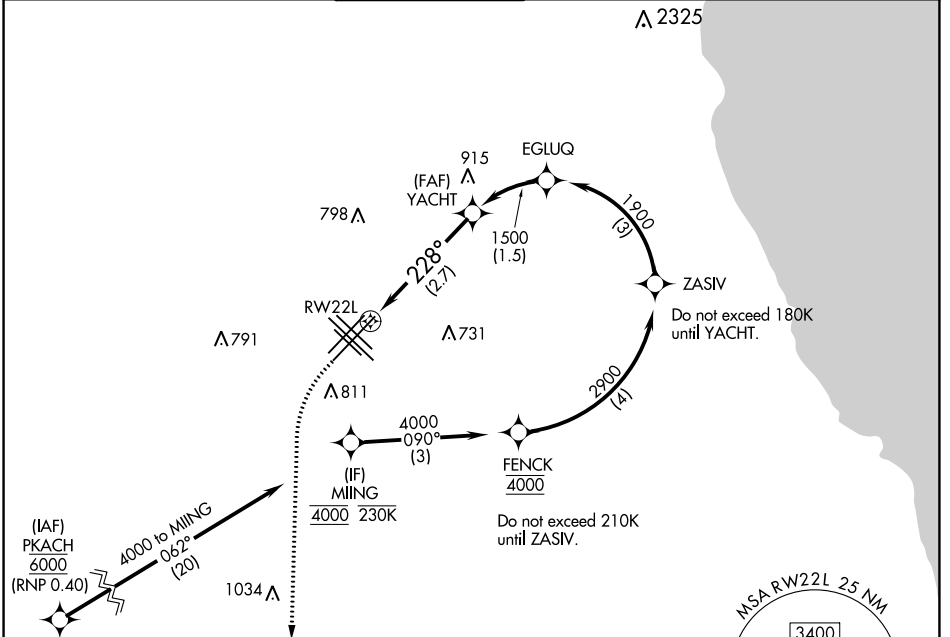 2325
EGLUQ
915
(FAF)
YACHT
798
1500
(1.5)
1900
(3)
228°
(2.7)
ZASIV
Do not exceed 180K
until YACHT.
RW22L
791
731
811
2900
(4)
4000
090°
(3)
(IF)
MIING
4000 230K
FENCK
4000
Do not exceed 210K
until ZASIV.
4000 to MIING
062°
(20)
(IAF)
PKACH
6000
(RNP 0.40)
1034
MSA RW22L 25 NM
3400